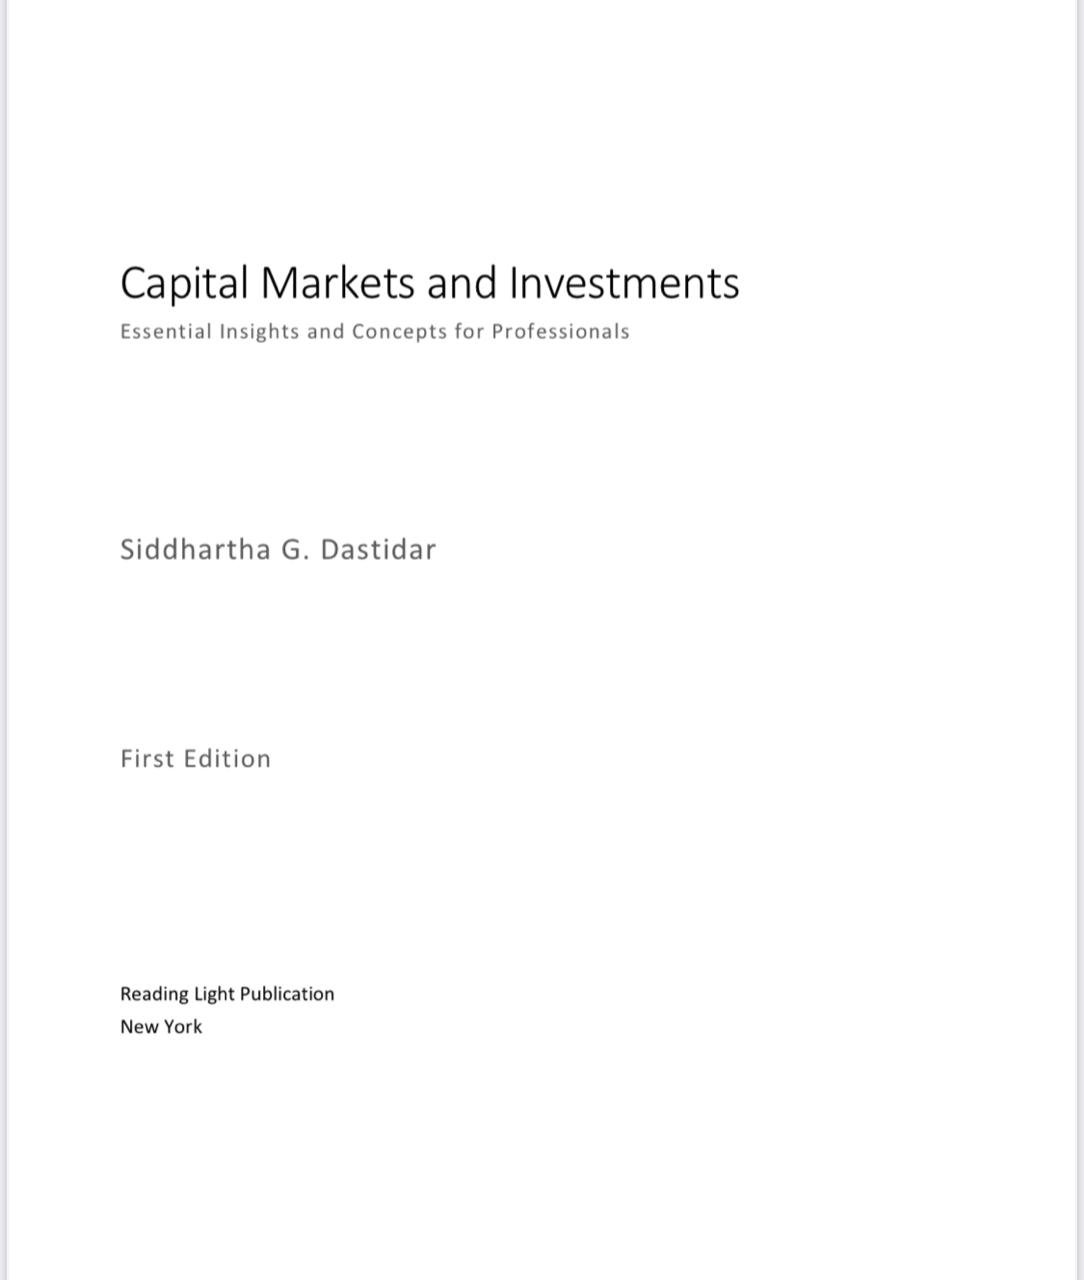 Capital Markets and Investments
Essential Insights and Concepts for Professionals
Siddhartha G. Dastidar
First Edition
Reading Light Publication
New York